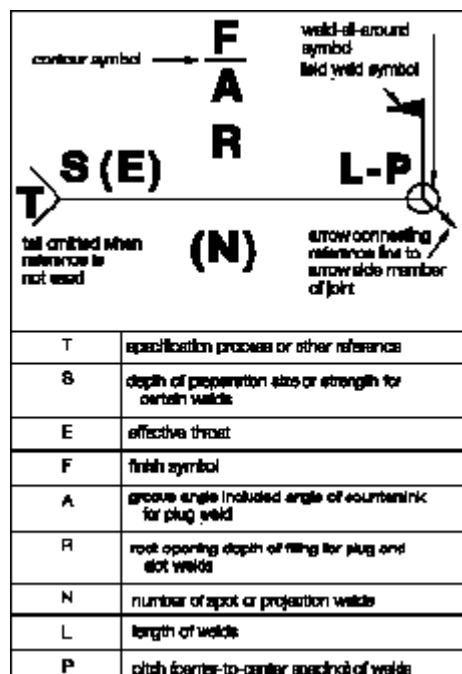 F
contour symbol
A
R
weld-all-around
symbol
field weld symbol
S (E)
L-P
T
(N)
tail omitted when
reference is
not used
arrow connecting
reference line to
arrow side member
of joint
T specification process or other reference
S depth of preparation size or strength for
certain welds
E effective throat
F finish symbol
A groove angle included angle of countersink
for plug weld
R root opening depth of filling for plug and
slot welds
N number of spot or projection welds
L length of welds
P pitch (center-to-center spacing) of welds